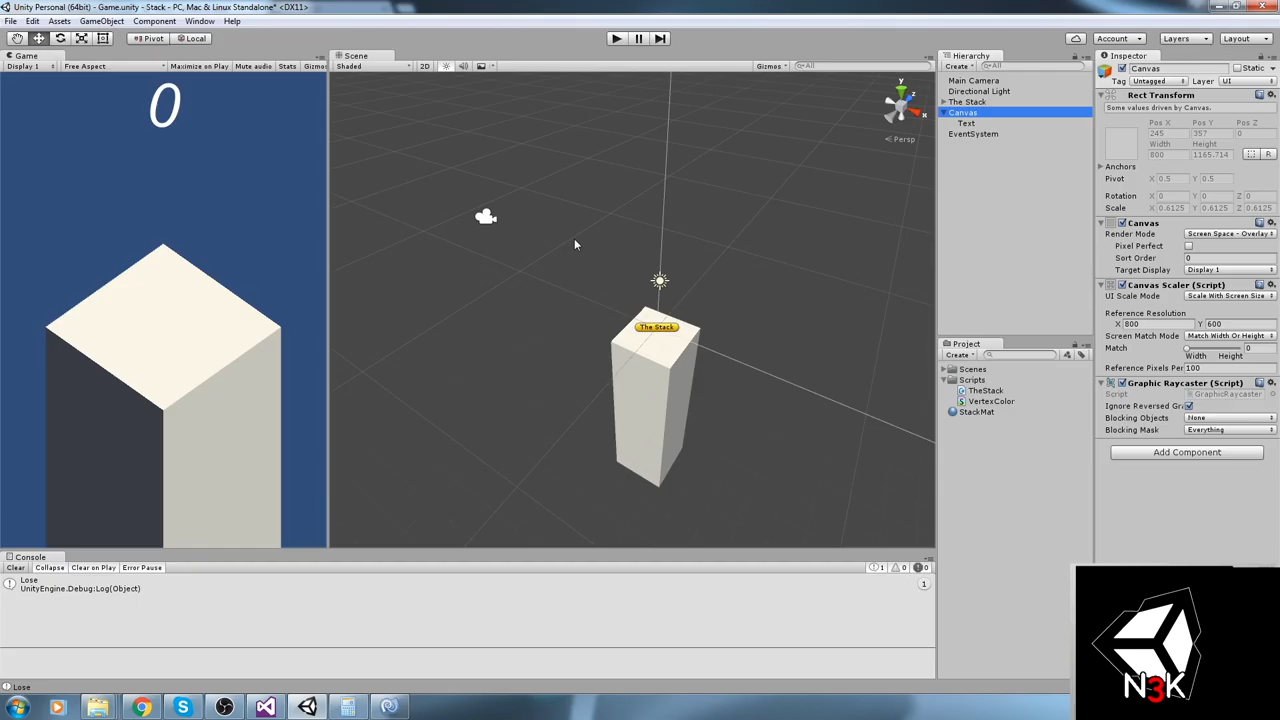 Unity Personal (64bit) - Game.unity - Stack - PC, Mac & Linux Standalone* <DX11>
File Edit Assets GameObject Component Window Help
Pivot Local Account Layers Layout
Game
Display 1 Free Aspect Maximize on Play Mute audio Stats Gizmos
0
Scene
Shaded 2D Gizmos All
y
z
x
Persp
The Stack
Hierarchy
Create All
Main Camera
Directional Light
The Stack
Canvas
Text
EventSystem
Project
Create
Scenes
Scripts
TheStack
VertexColor
StackMat
Inspector
Canvas Static
Tag Untagged Layer UI
Rect Transform
Some values driven by Canvas.
Pos X Pos Y Pos Z
245 357 0
Width Height
800 1165.714
R
Anchors
Pivot X 0.5 Y 0.5
Rotation X 0 Y 0 Z 0
Scale X 0.6125 Y 0.6125 Z 0.6125
Canvas
Render Mode Screen Space - Overlay
Pixel Perfect
Sort Order 0
Target Display Display 1
Canvas Scaler (Script)
UI Scale Mode Scale With Screen Size
Reference Resolution
X 800 Y 600
Screen Match Mode Match Width Or Height
Match 0
Width Height
Reference Pixels Per 100
Graphic Raycaster (Script)
Script GraphicRaycaster
Ignore Reversed Gra
Blocking Objects None
Blocking Mask Everything
Add Component
Console
Clear Collapse Clear on Play Error Pause 1 0 0
Lose
UnityEngine.Debug:Log(Object)
1
Lose
N3K